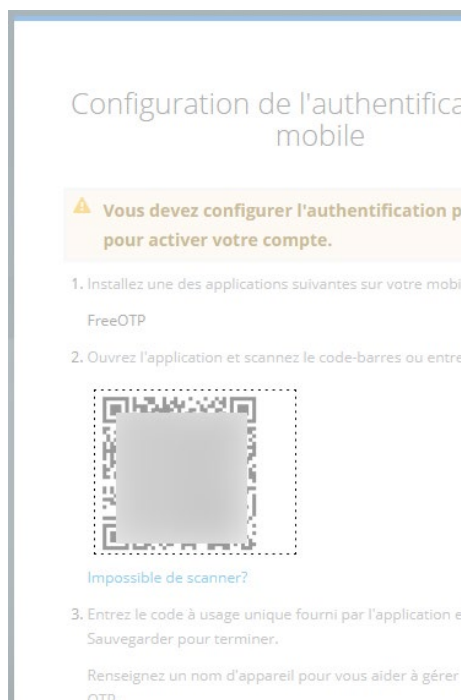 Configuration de l'authentifica
mobile
Vous devez configurer l'authentification p
pour activer votre compte.
1. Installez une des applications suivantes sur votre mobi
FreeOTP
2. Ouvrez l'application et scannez le code-barres ou entre
Impossible de scanner?
3. Entrez le code à usage unique fourni par l'application e
Sauvegarder pour terminer.
Renseignez un nom d'appareil pour vous aider à gérer
OTP